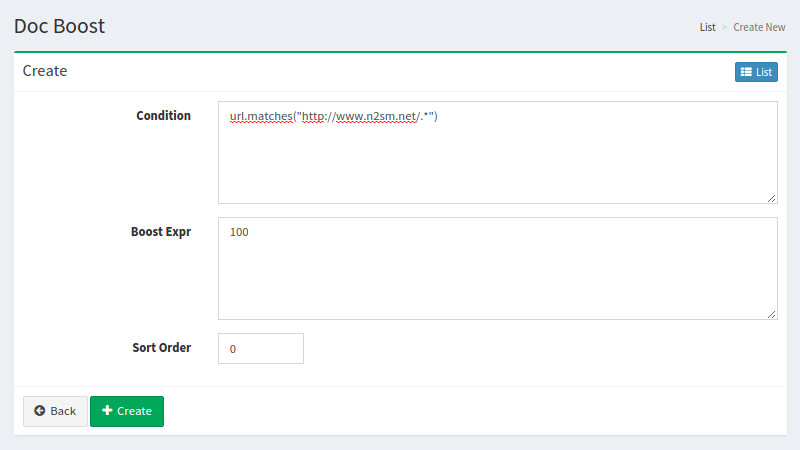 Doc Boost
List > Create New
Create
List
Condition
url.matches("http://www.n2sm.net/.*")
Boost Expr
100
Sort Order
0
Back
Create